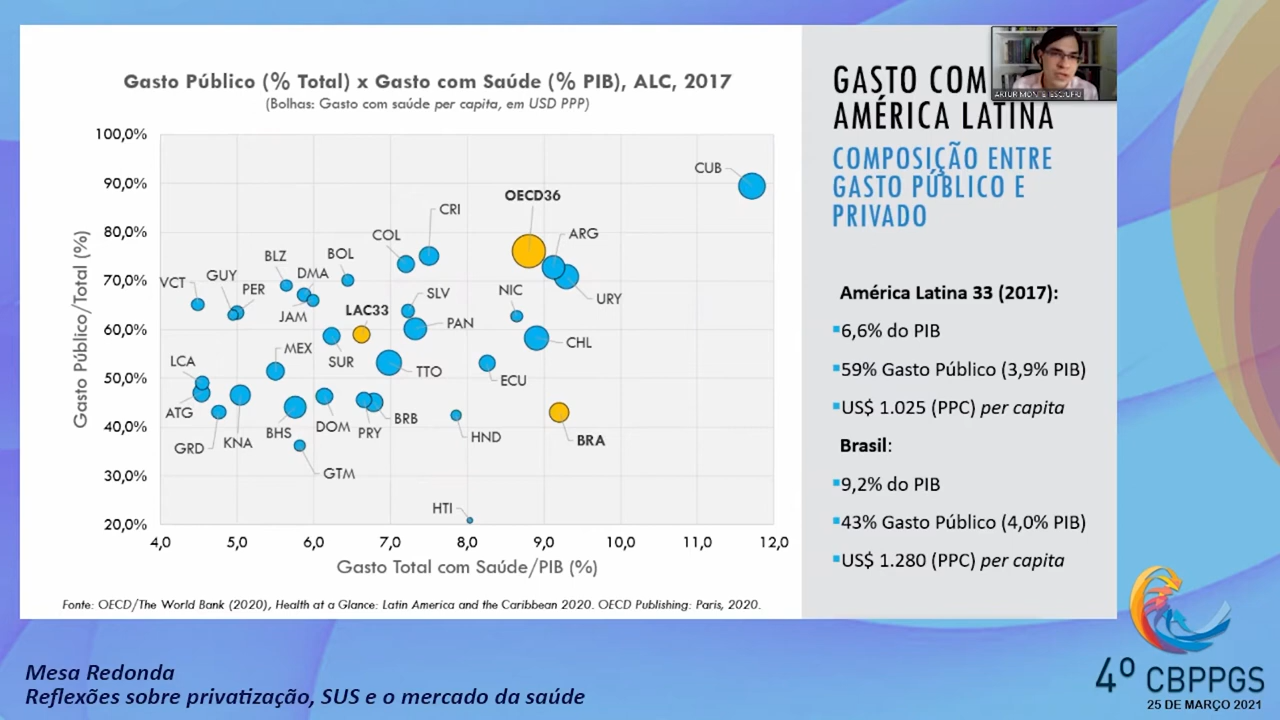 Gasto Público (% Total) x Gasto com Saúde (% PIB), ALC, 2017
(Bolhas: Gasto com saúde per capita, em USD PPP)
Gasto Público/Total (%)
100,0%
90,0%
80,0%
70,0%
60,0%
50,0%
40,0%
30,0%
20,0%
CUB
OECD36
CRI
ARG
COL
BOL
BLZ
DMA
GUY
VCT
PER
URY
NIC
SLV
LAC33
JAM
PAN
CHL
MEX
SUR
LCA
TTO
ECU
ATG
BRB
GRD
KNA
BHS
DOM
PRY
HND
BRA
GTM
HTI
4,0
5,0
6,0
7,0
8,0
9,0
10,0
11,0
12,0
Gasto Total com Saúde/PIB (%)
Fonte: OECD/The World Bank (2020), Health at a Glance: Latin America and the Caribbean 2020. OECD Publishing: Paris, 2020.
GASTO COM
AMÉRICA LATINA
COMPOSIÇÃO ENTRE
GASTO PÚBLICO E
PRIVADO
América Latina 33 (2017):
6,6% do PIB
59% Gasto Público (3,9% PIB)
US$ 1.025 (PPC) per capita
Brasil:
9,2% do PIB
43% Gasto Público (4,0% PIB)
US$ 1.280 (PPC) per capita
Mesa Redonda
Reflexões sobre privatização, SUS e o mercado da saúde
4º CBPPGS
25 DE MARÇO 2021